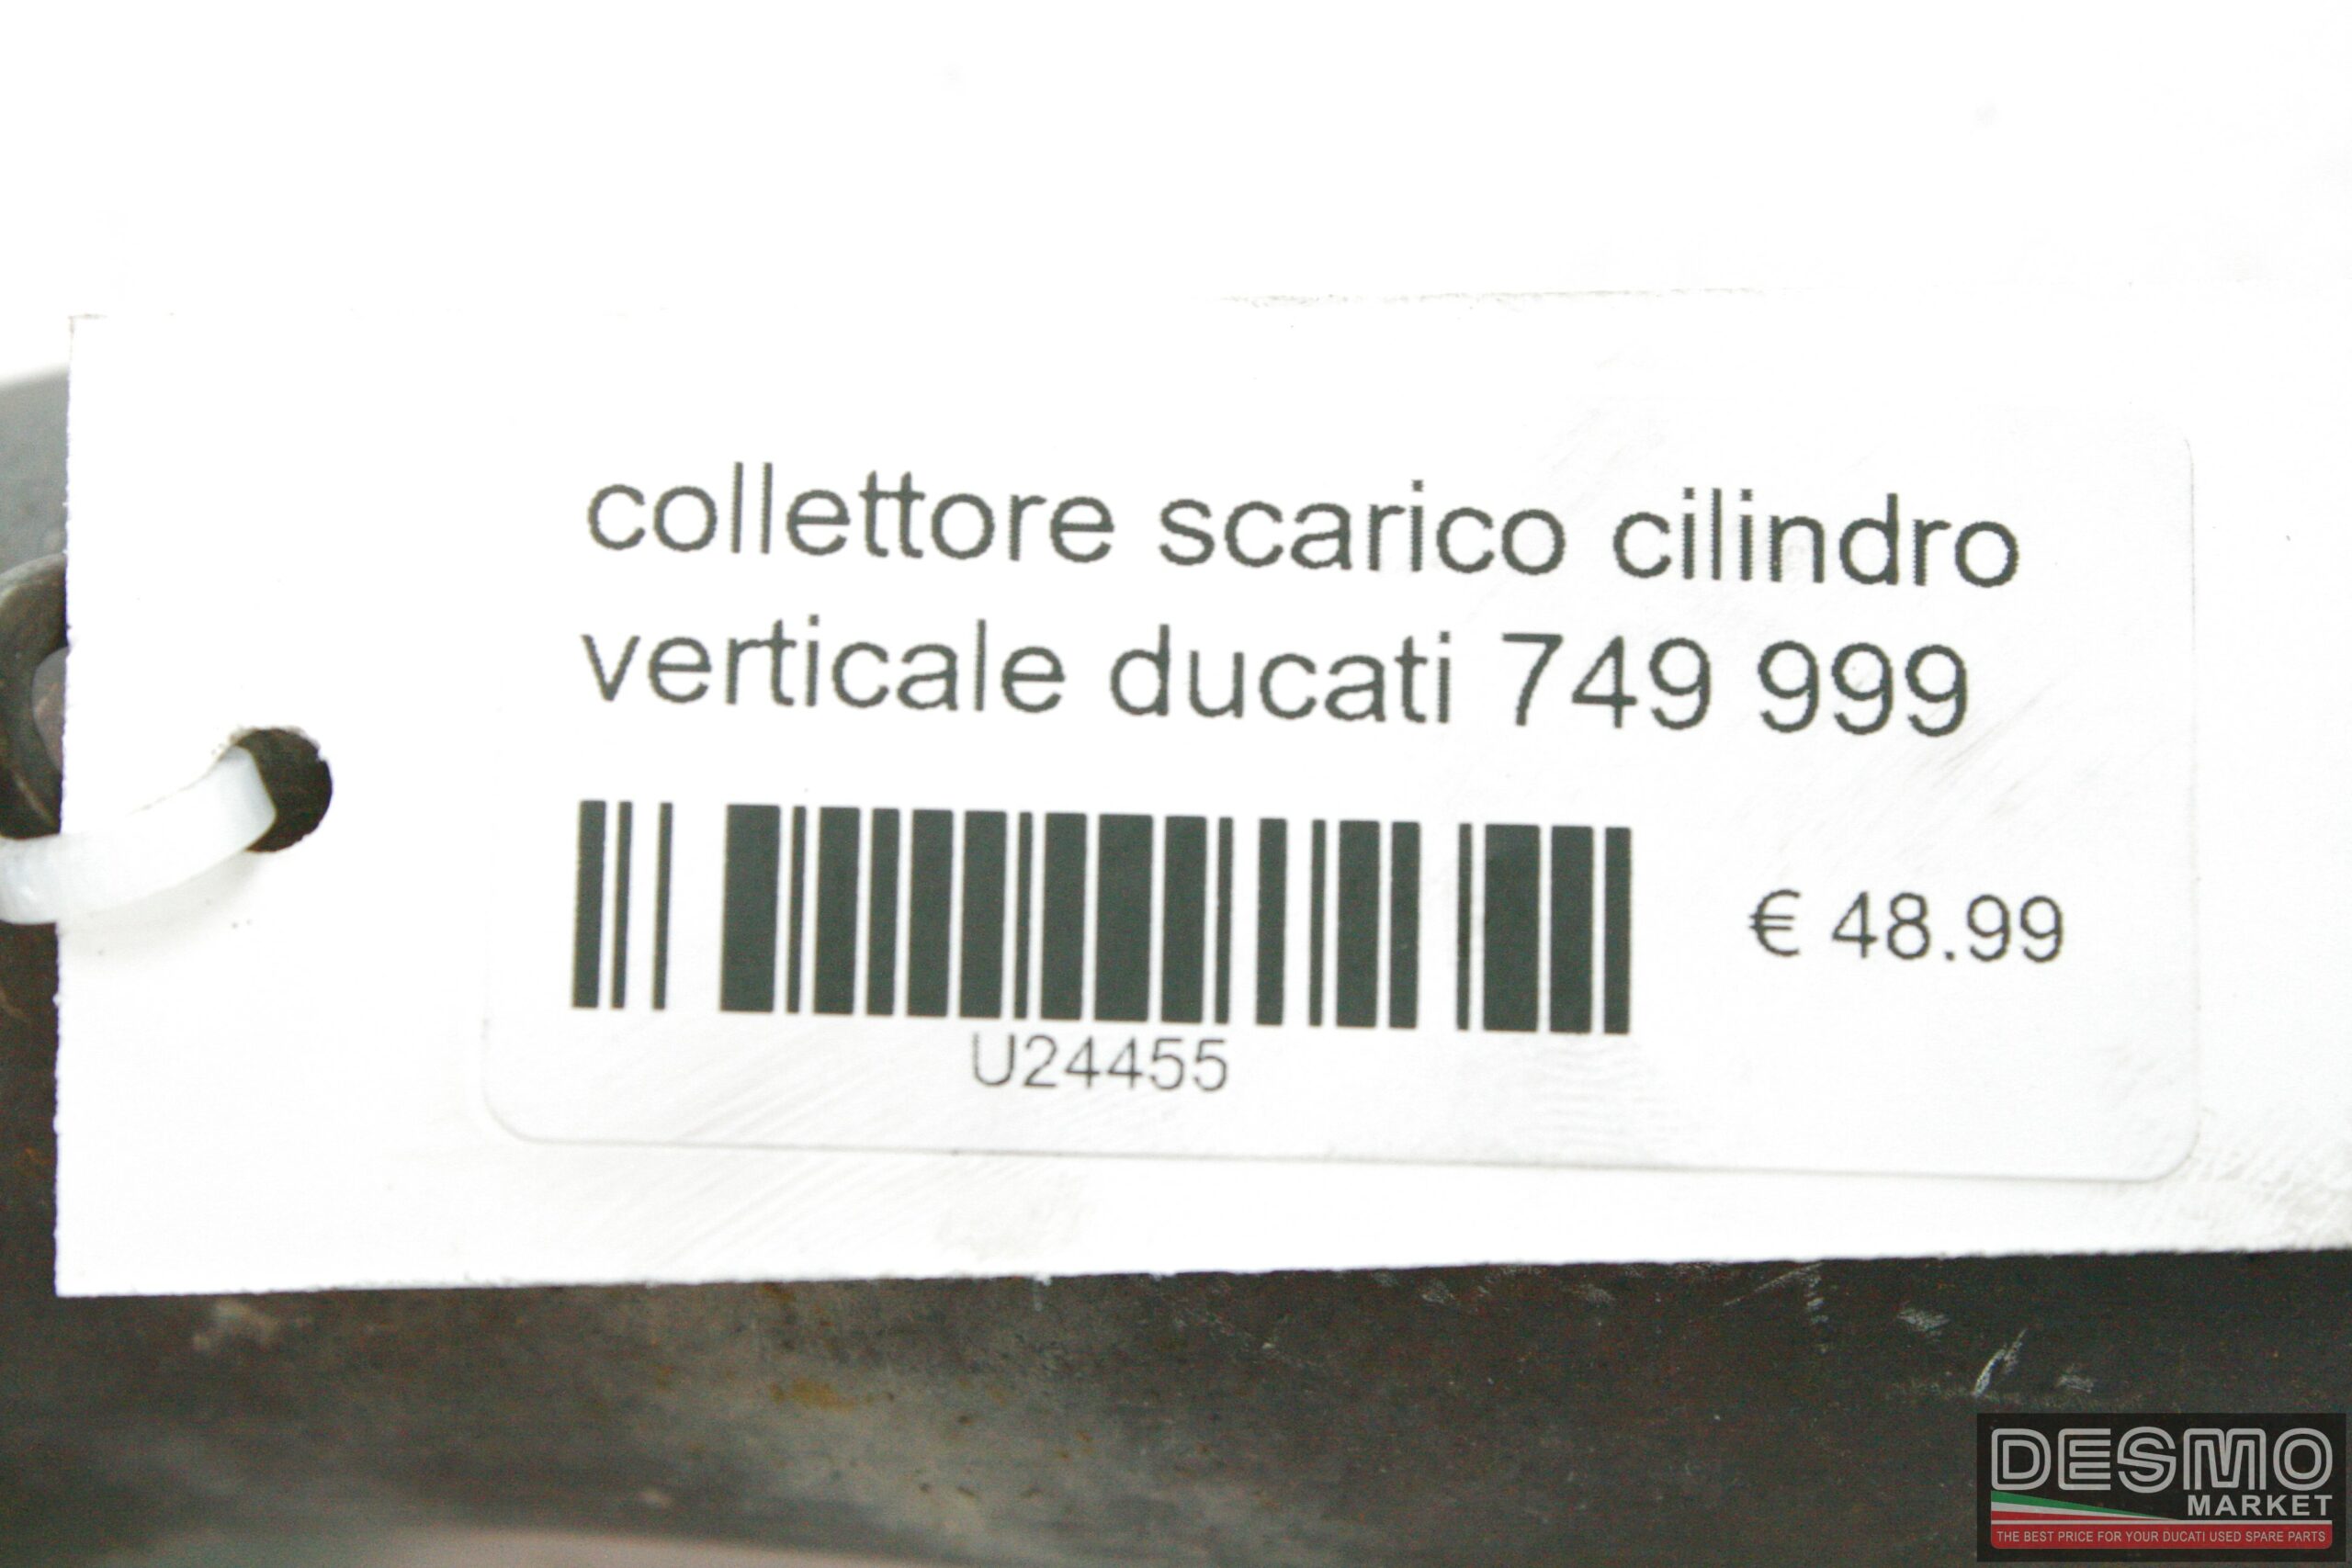 collettore scarico cilindro
verticale ducati 749 999
€ 48.99
U24455
DESMO
MARKET
THE BEST PRICE FOR YOUR DUCATI USED SPARE PARTS